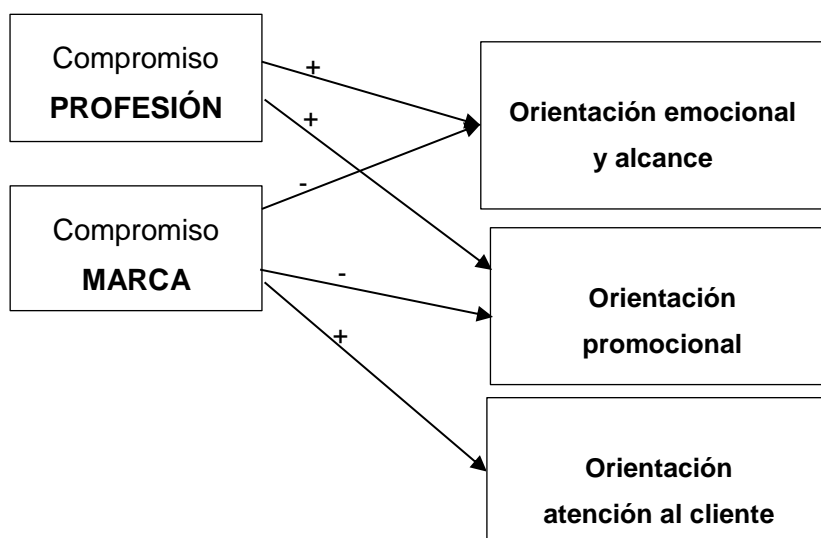 Compromiso
PROFESIÓN
Compromiso
MARCA
+
+
-
-
+
Orientación emocional
y alcance
Orientación
promocional
Orientación
atención al cliente